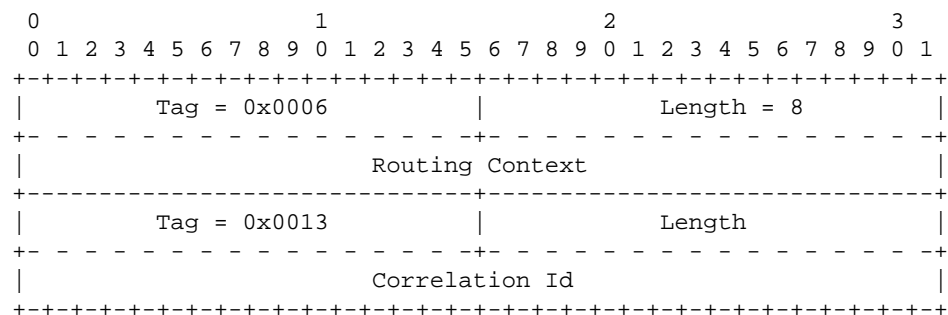 0                   1                   2                   3
 0 1 2 3 4 5 6 7 8 9 0 1 2 3 4 5 6 7 8 9 0 1 2 3 4 5 6 7 8 9 0 1
+-+-+-+-+-+-+-+-+-+-+-+-+-+-+-+-+-+-+-+-+-+-+-+-+-+-+-+-+-+-+-+-+
|         Tag = 0x0006          |            Length = 8         |
+- - - - - - - - - - - - - - - -+- - - - - - - - - - - - - - - -+
|                        Routing Context                        |
+-------------------------------+-------------------------------+
|         Tag = 0x0013          |            Length             |
+- - - - - - - - - - - - - - - -+- - - - - - - - - - - - - - - -+
|                        Correlation Id                         |
+-+-+-+-+-+-+-+-+-+-+-+-+-+-+-+-+-+-+-+-+-+-+-+-+-+-+-+-+-+-+-+-+